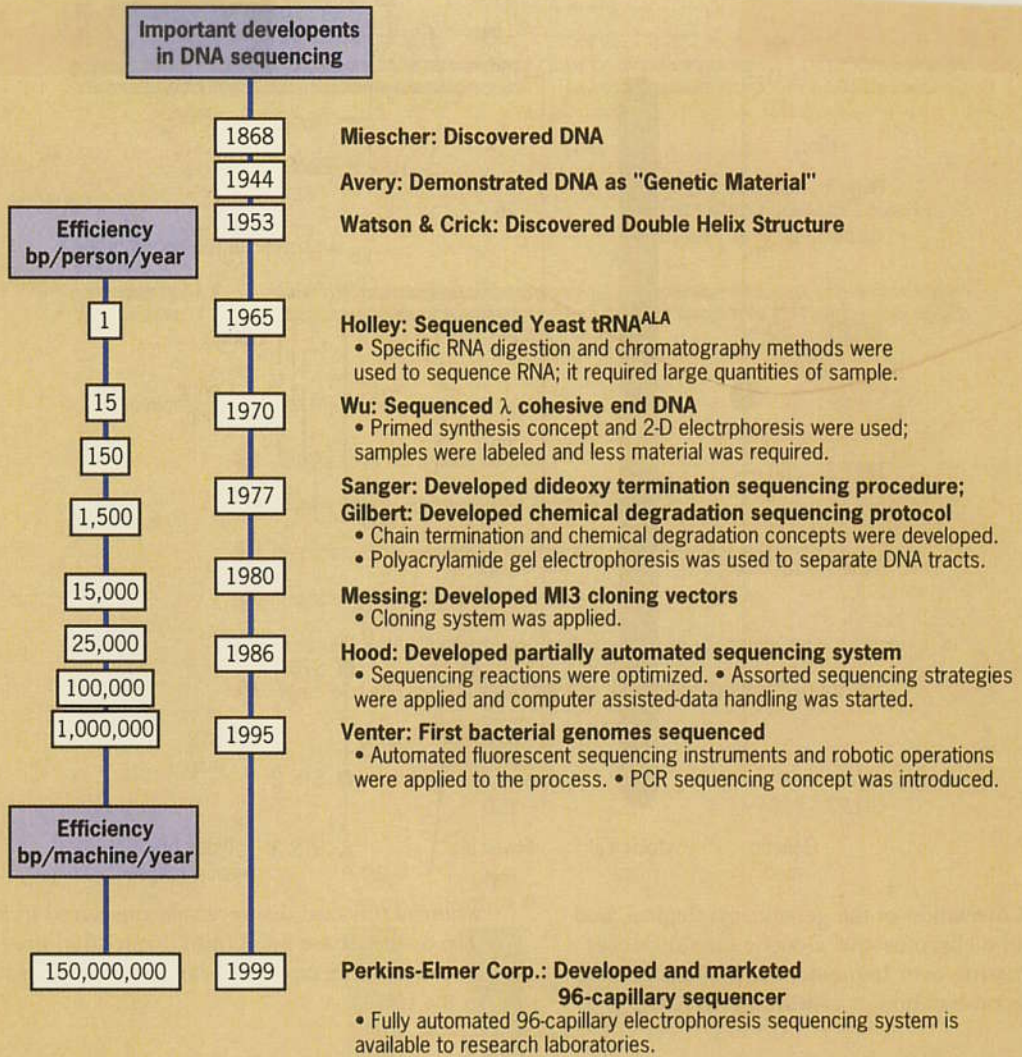 Important developents
in DNA sequencing
1868
Miescher: Discovered DNA
1944
Avery: Demonstrated DNA as "Genetic Material"
1953
Watson & Crick: Discovered Double Helix Structure
Efficiency
bp/person/year
1
1965
Holley: Sequenced Yeast tRNAALA
• Specific RNA digestion and chromatography methods were
used to sequence RNA; it required large quantities of sample.
15
1970
Wu: Sequenced λ cohesive end DNA
• Primed synthesis concept and 2-D electrphoresis were used;
samples were labeled and less material was required.
150
1977
Sanger: Developed dideoxy termination sequencing procedure;
Gilbert: Developed chemical degradation sequencing protocol
• Chain termination and chemical degradation concepts were developed.
• Polyacrylamide gel electrophoresis was used to separate DNA tracts.
1,500
1980
15,000
Messing: Developed MI3 cloning vectors
• Cloning system was applied.
25,000
1986
Hood: Developed partially automated sequencing system
• Sequencing reactions were optimized. • Assorted sequencing strategies
were applied and computer assisted-data handling was started.
100,000
1,000,000
1995
Venter: First bacterial genomes sequenced
• Automated fluorescent sequencing instruments and robotic operations
were applied to the process. • PCR sequencing concept was introduced.
Efficiency
bp/machine/year
150,000,000
1999
Perkins-Elmer Corp.: Developed and marketed
96-capillary sequencer
• Fully automated 96-capillary electrophoresis sequencing system is
available to research laboratories.